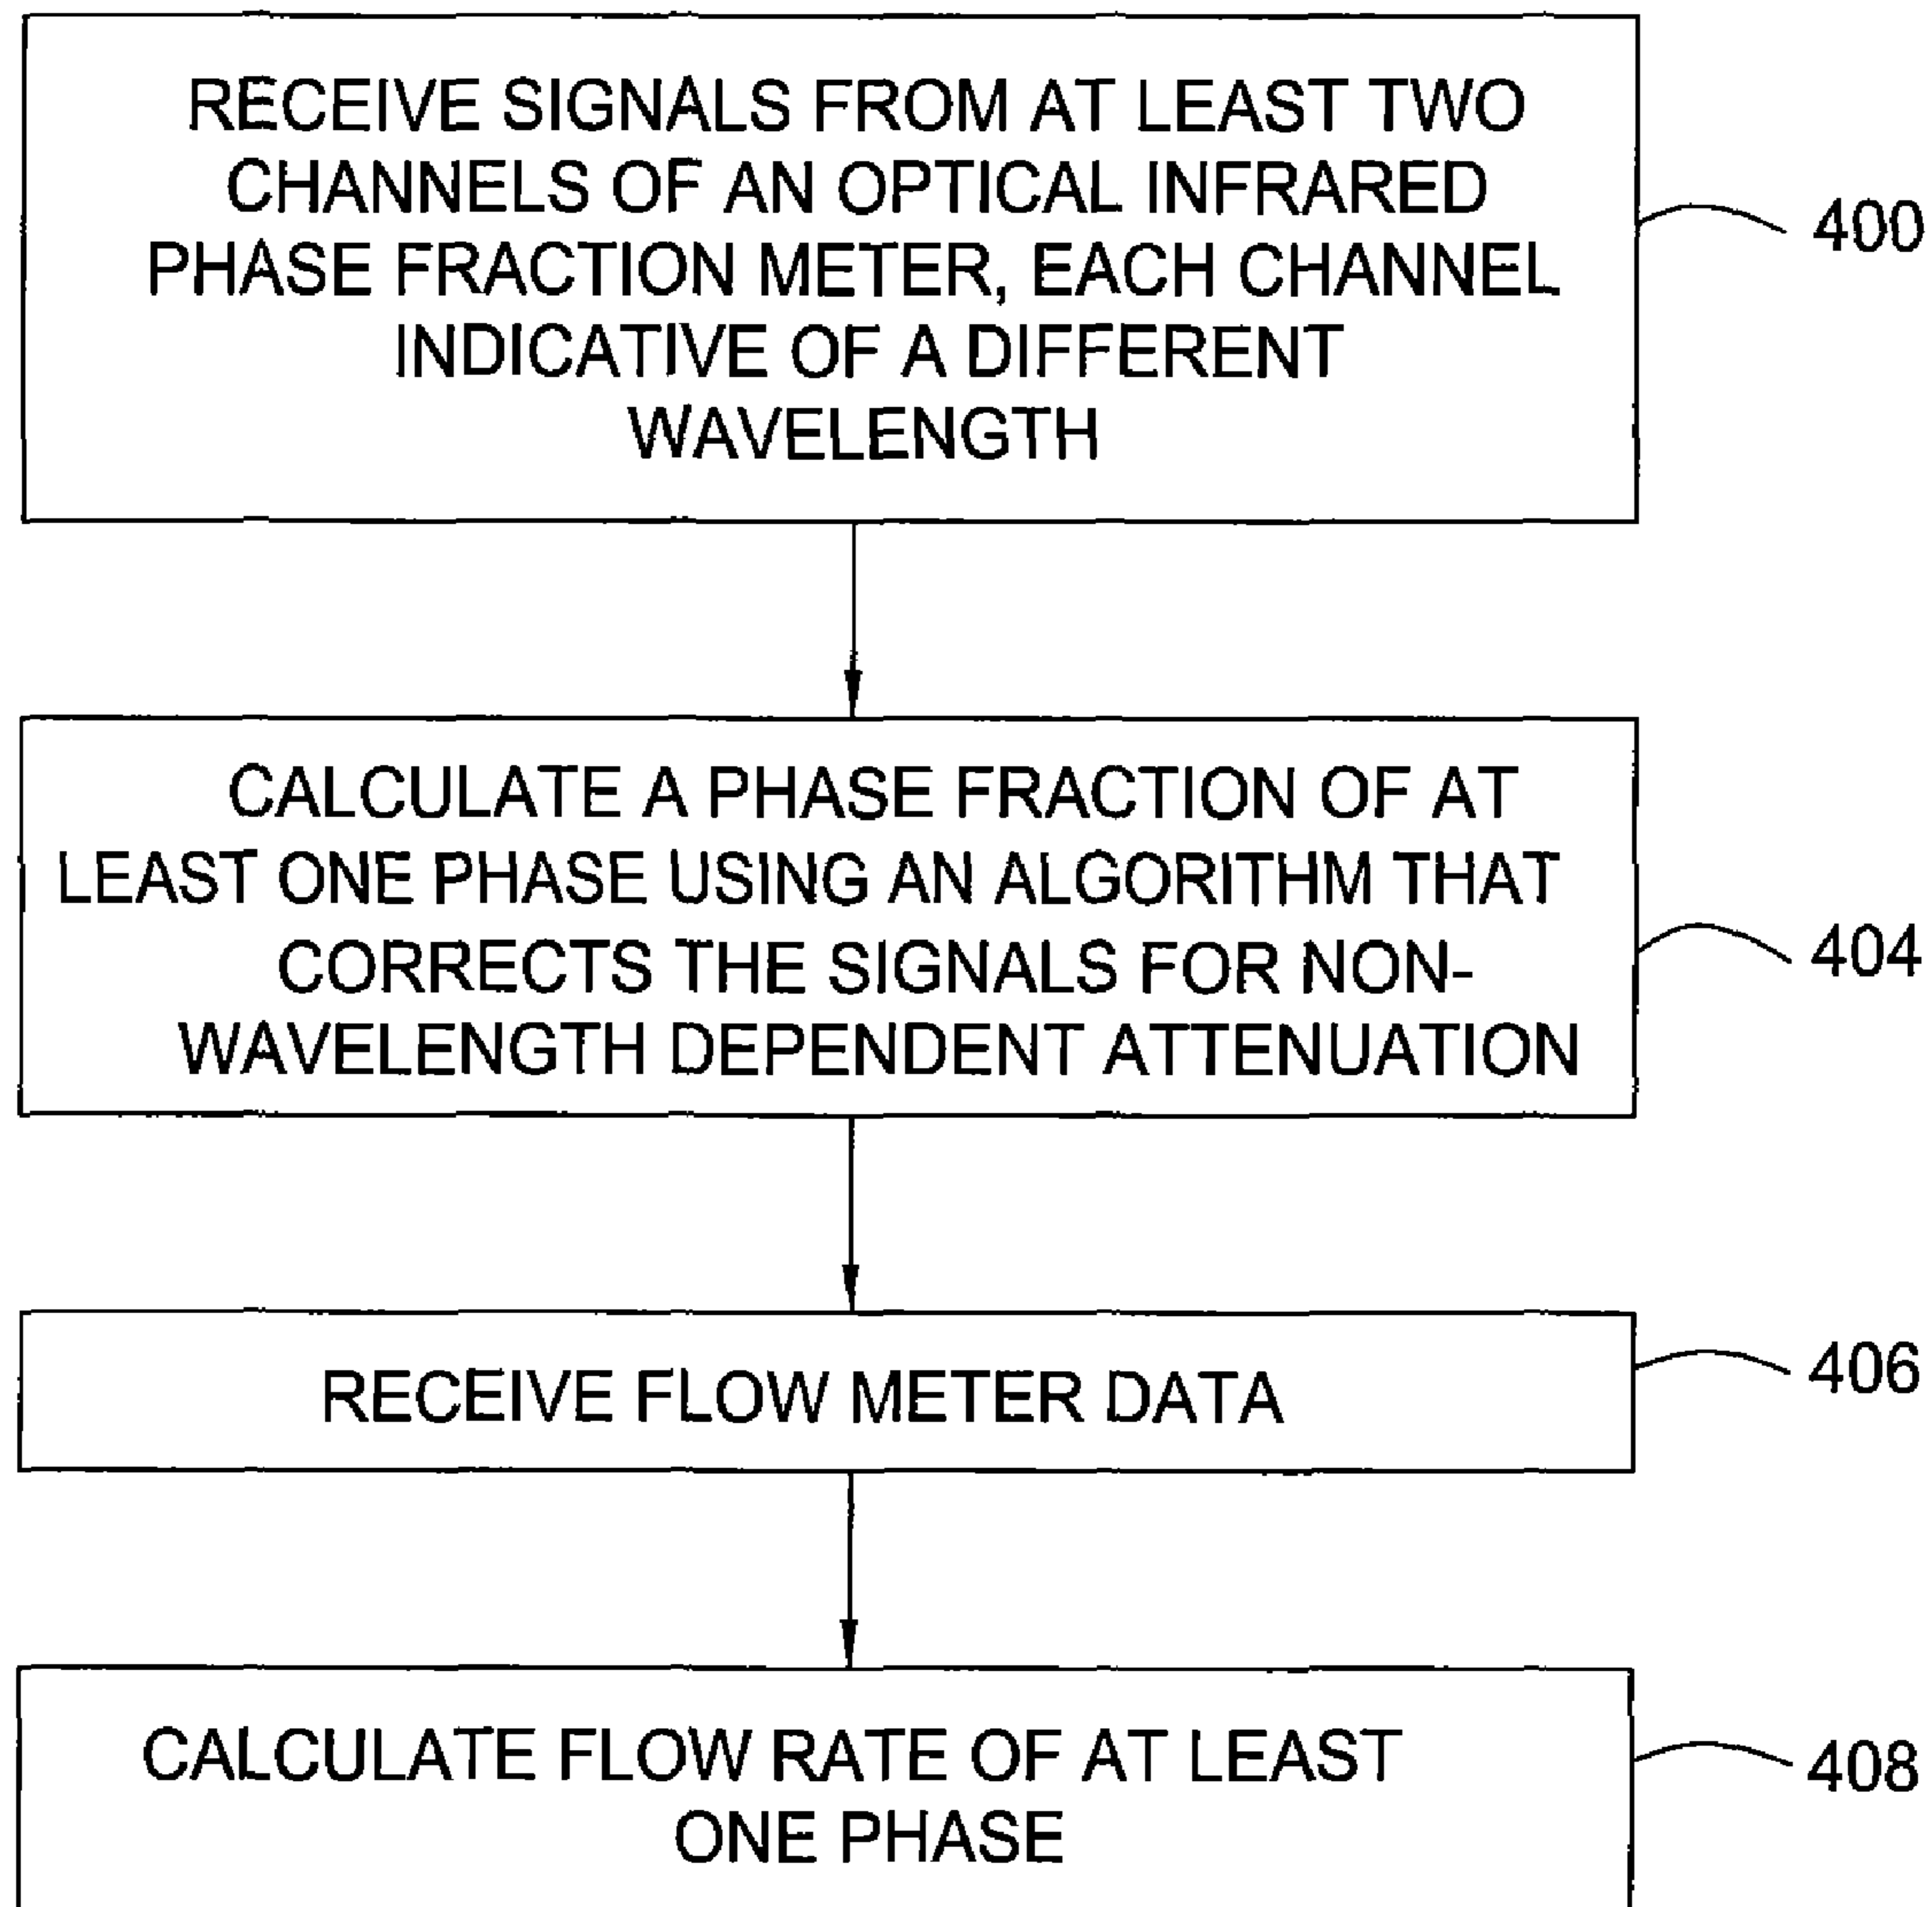 RECEIVE SIGNALS FROM AT LEAST TWO
CHANNELS OF AN OPTICAL INFRARED
PHASE FRACTION METER, EACH CHANNEL
INDICATIVE OF A DIFFERENT
WAVELENGTH
400
CALCULATE A PHASE FRACTION OF AT
LEAST ONE PHASE USING AN ALGORITHM THAT
CORRECTS THE SIGNALS FOR NON-
WAVELENGTH DEPENDENT ATTENUATION
404
RECEIVE FLOW METER DATA
406
CALCULATE FLOW RATE OF AT LEAST
ONE PHASE
408